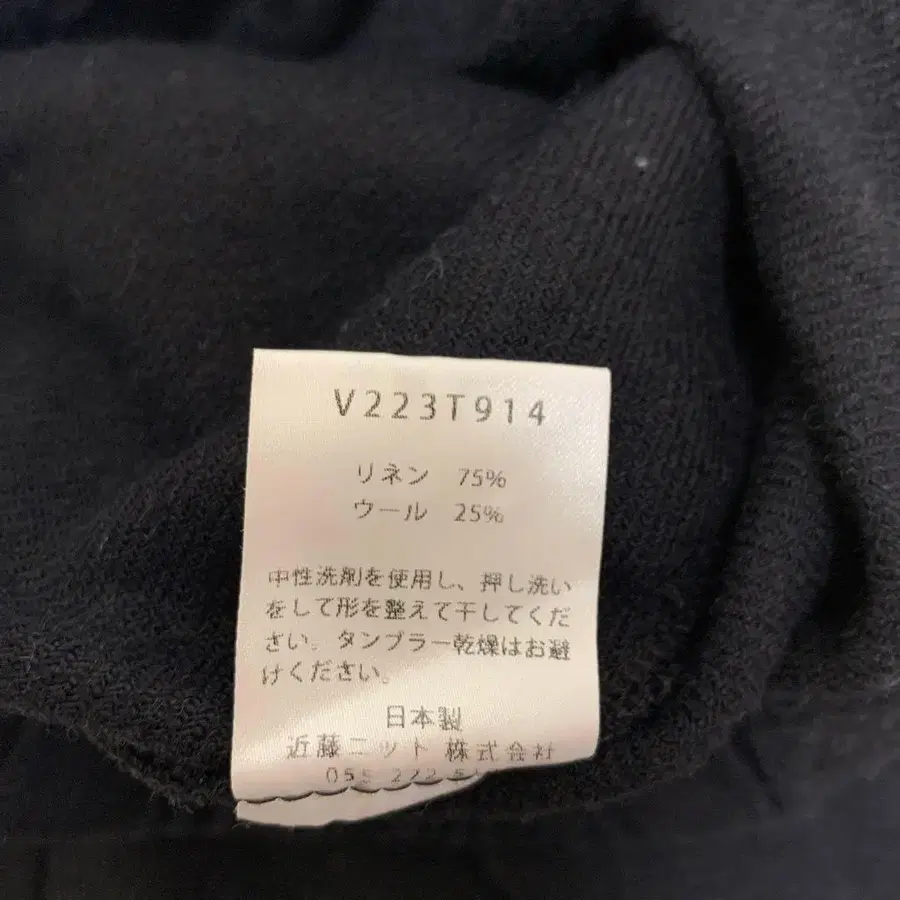 V223T914
リネン 75%
ウール 25%
中性洗剤を使用し、押し洗い
をして形を整えて干してくだ
さい。タンブラー乾燥はお避
けください。
日本製
近藤ニット株式会社
055 222